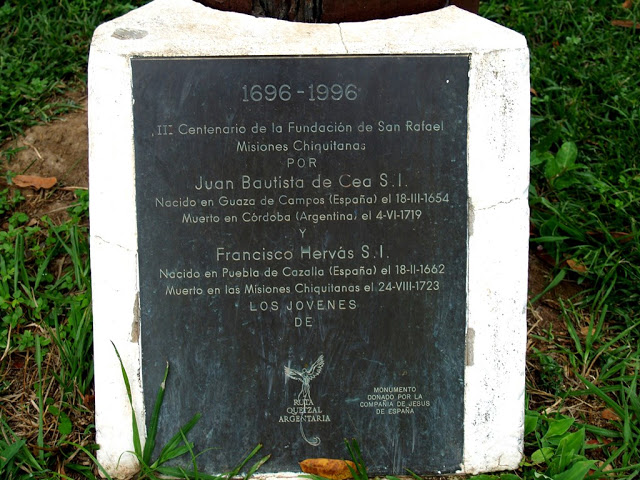 1696-1996
III Centenario de la Fundación de San Rafael
Misiones Chiquitanas
POR
Juan Bautista de Cea S.I.
Nacido en Guaza de Campos (España) el 18-III-1654
Muerto en Córdoba (Argentina) el 4-VI-1719
Y
Francisco Hervás S.I.
Nacido en Puebla de Cazalla (España) el 18-II-1662
Muerto en las Misiones Chiquitanas el 24-VIII-1723
LOS JOVENES
DE
RUTA
QUETZAL
ARGENTARIA
MONUMENTO
DONADO POR LA
COMPAÑIA DE JESUS
DE ESPAÑA